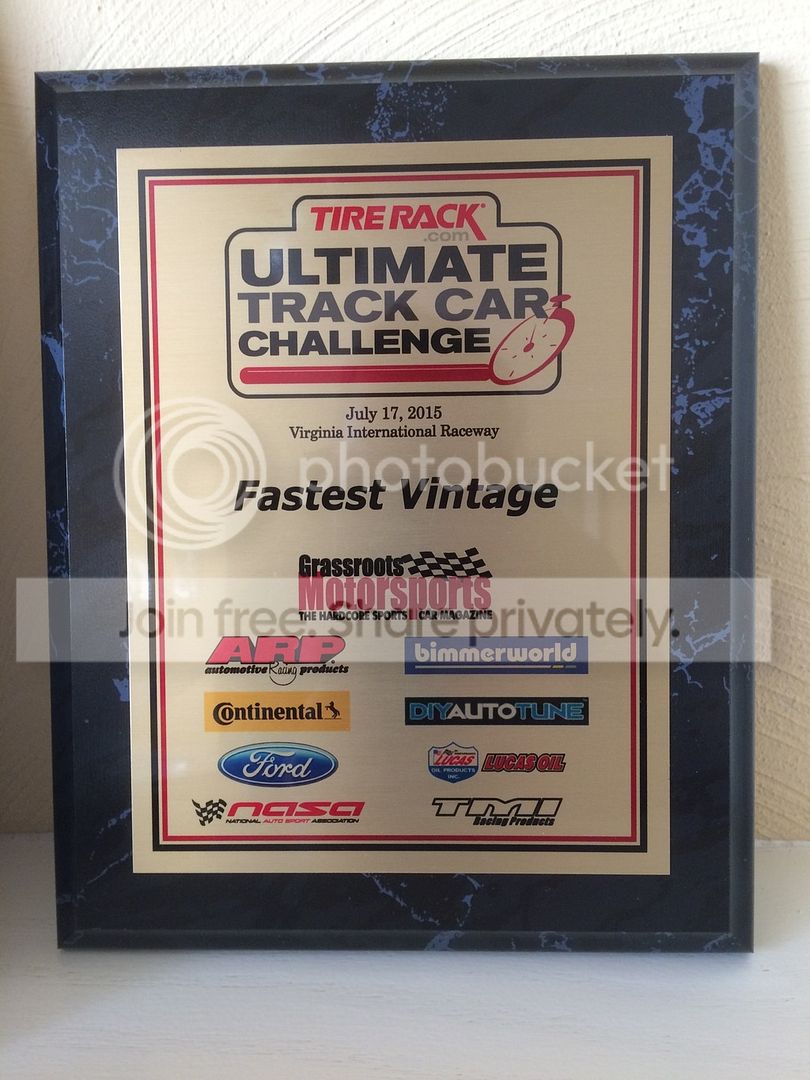 TIRE RACK
.com
ULTIMATE
TRACK CAR
CHALLENGE
July 17, 2015
Virginia International Raceway
photobucket
Fastest Vintage
Grassroots
Motorsports
THE HARDCORE SPORTS CAR MAGAZINE
Join free. Share privately.
ARP
automotive Racing products
bimmerworld
Continental
DIYAUTOTUNE
Ford
LUCAS
OIL PRODUCTS
INC.
LUCAS OIL
nasa
NATIONAL AUTO SPORT ASSOCIATION
TMI
Racing Products